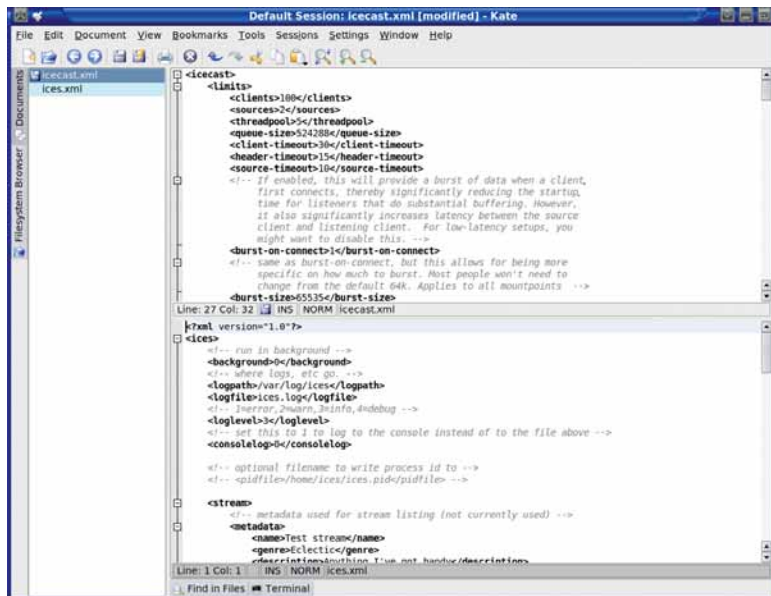 Default Session: icecast.xml [modified] - Kate
File Edit Document View Bookmarks Tools Sessions Settings Window Help
Documents
Filesystem Browser
icecast.xml
ices.xml
<icecast>
<limits>
<clients>100</clients>
<sources>2</sources>
<threadpool>5</threadpool>
<queue-size>524288</queue-size>
<client-timeout>30</client-timeout>
<header-timeout>15</header-timeout>
<source-timeout>10</source-timeout>
<!-- If enabled, this will provide a burst of data when a client
first connects, thereby significantly reducing the startup
time for listeners that do substantial buffering. However,
it also significantly increases latency between the source
client and listening client. For low-latency setups, you
might want to disable this. -->
<burst-on-connect>1</burst-on-connect>
<!-- same as burst-on-connect, but this allows for being more
specific on how much to burst. Most people won't need to
change from the default 64k. Applies to all mountpoints -->
<burst-size>65535</burst-size>
Line: 27 Col: 32 INS NORM icecast.xml
<?xml version="1.0"?>
<ices>
<!-- run in background -->
<background>0</background>
<!-- where logs, etc go. -->
<logpath>/var/log/ices</logpath>
<logfile>ices.log</logfile>
<!-- 1=error,2=warn,3=info,4=debug -->
<loglevel>3</loglevel>
<!-- set this to 1 to log to the console instead of to the file above -->
<consolelog>0</consolelog>
<!-- optional filename to write process id to -->
<!-- <pidfile>/home/ices/ices.pid</pidfile> -->
<stream>
<!-- metadata used for stream listing (not currently used) -->
<metadata>
<name>Test stream</name>
<genre>Eclectic</genre>
<description>Anything I've got handy</description>
Line: 1 Col: 1 INS NORM ices.xml
Find in Files Terminal